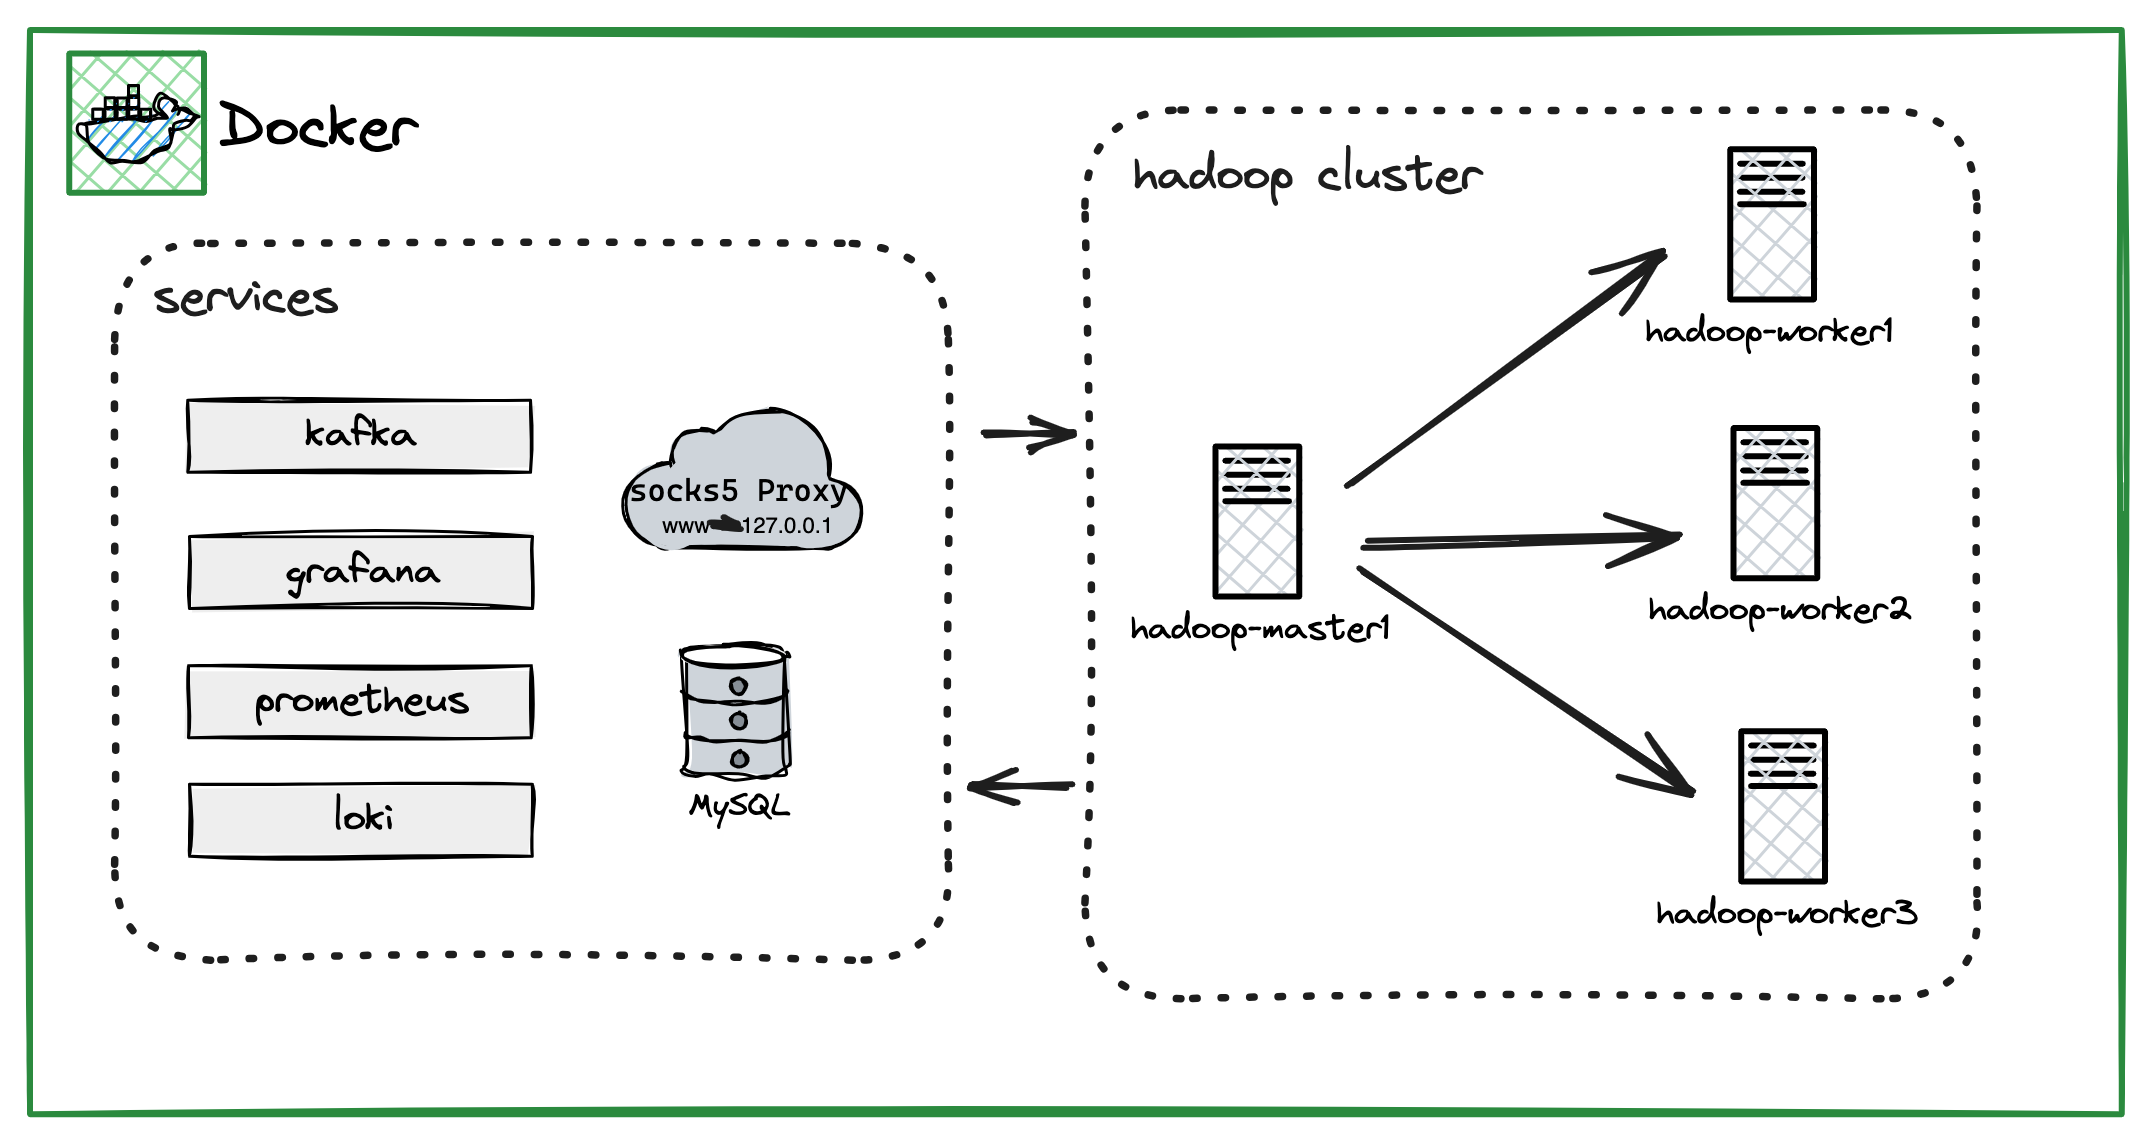 Docker
services
kafka
grafana
prometheus
loki
socks5 Proxy
www 127.0.0.1
MySQL
hadoop cluster
hadoop-master1
hadoop-worker1
hadoop-worker2
hadoop-worker3